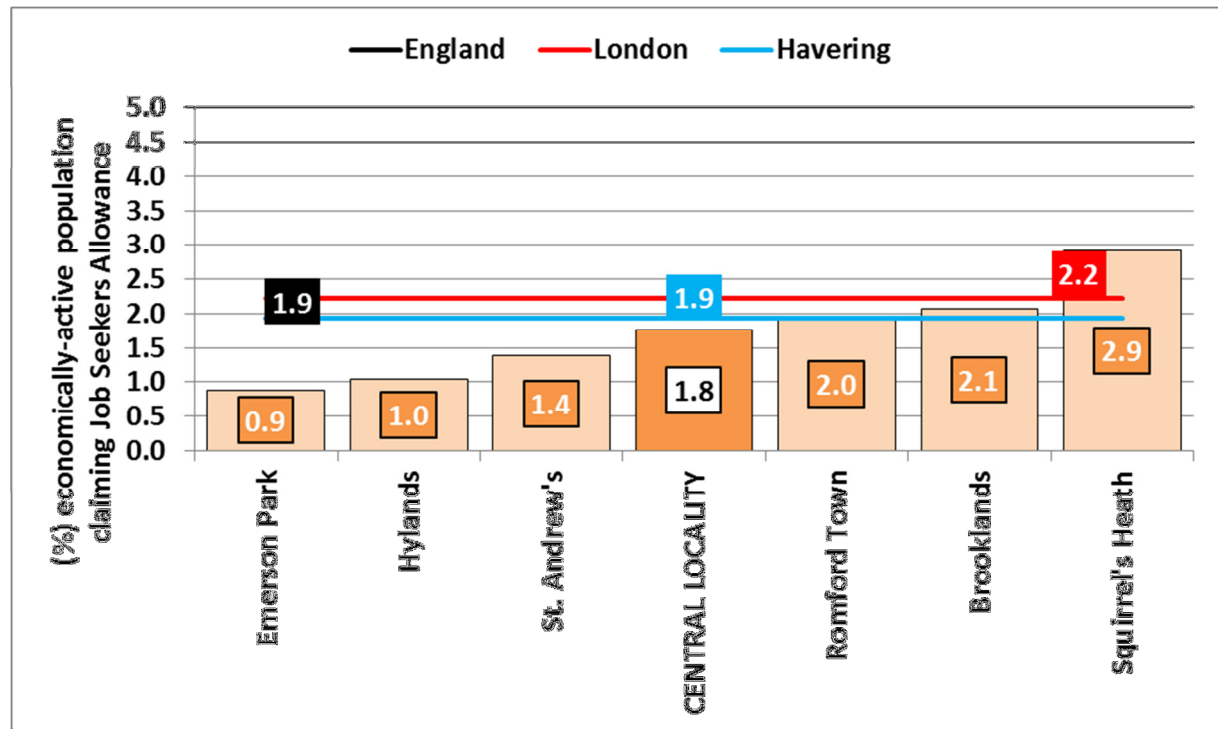 England London Havering
(%) economically-active population
claiming Job Seekers Allowance
5.0
4.5
4.0
3.5
3.0
2.5
2.0
1.5
1.0
0.5
0.0
1.9
1.9
2.2
0.9
1.0
1.4
1.8
2.0
2.1
2.9
Emerson Park
Hylands
St. Andrew's
CENTRAL LOCALITY
Romford Town
Brooklands
Squirrel's Heath